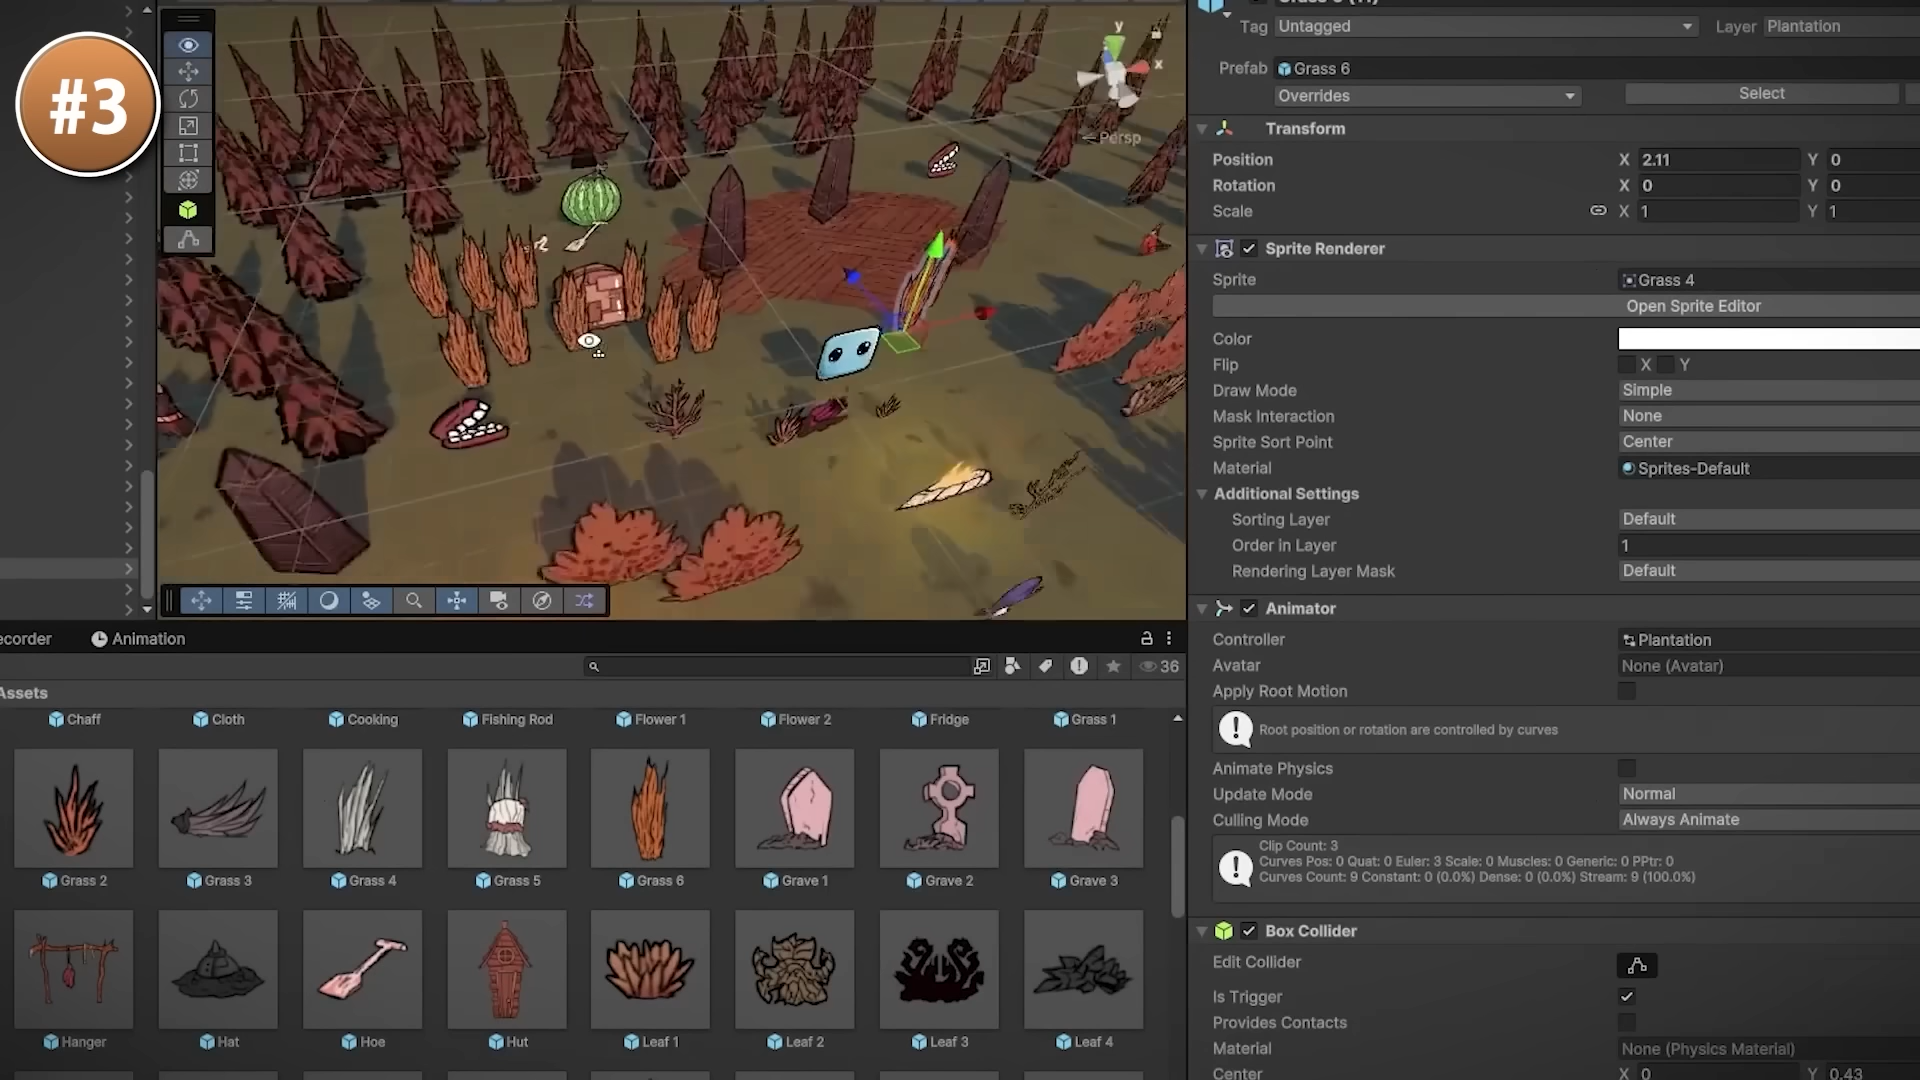 #3
y
x
Persp
Tag Untagged Layer Plantation
Prefab Grass 6
Overrides Select
Transform
Position X 2.11 Y 0
Rotation X 0 Y 0
Scale X 1 Y 1
Sprite Renderer
Sprite Grass 4
Open Sprite Editor
Color
Flip X Y
Draw Mode Simple
Mask Interaction None
Sprite Sort Point Center
Material Sprites-Default
Additional Settings
Sorting Layer Default
Order in Layer 1
Rendering Layer Mask Default
Animator
Controller Plantation
Avatar None (Avatar)
Apply Root Motion
Root position or rotation are controlled by curves
Animate Physics
Update Mode Normal
Culling Mode Always Animate
Clip Count: 3
Curves Pos: 0 Quat: 0 Euler: 3 Scale: 0 Muscles: 0 Generic: 0 PPtr: 0
Curves Count: 9 Constant: 0 (0.0%) Dense: 0 (0.0%) Stream: 9 (100.0%)
Box Collider
Edit Collider
Is Trigger
Provides Contacts
Material None (Physics Material)
Center X 0 Y 0.43
ecorder Animation
36
Assets
Chaff Cloth Cooking Fishing Rod Flower 1 Flower 2 Fridge Grass 1
Grass 2 Grass 3 Grass 4 Grass 5 Grass 6 Grave 1 Grave 2 Grave 3
Hanger Hat Hoe Hut Leaf 1 Leaf 2 Leaf 3 Leaf 4